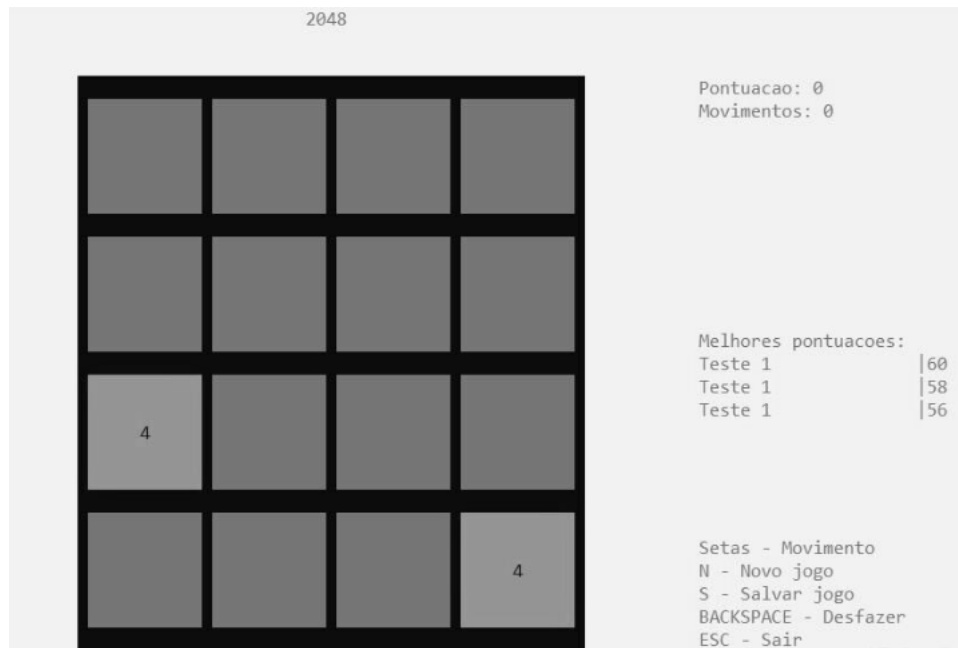 2048
Pontuacao: 0
Movimentos: 0
Melhores pontuacoes:
Teste 1 |60
Teste 1 |58
Teste 1 |56
4
4
Setas - Movimento
N - Novo jogo
S - Salvar jogo
BACKSPACE - Desfazer
ESC - Sair